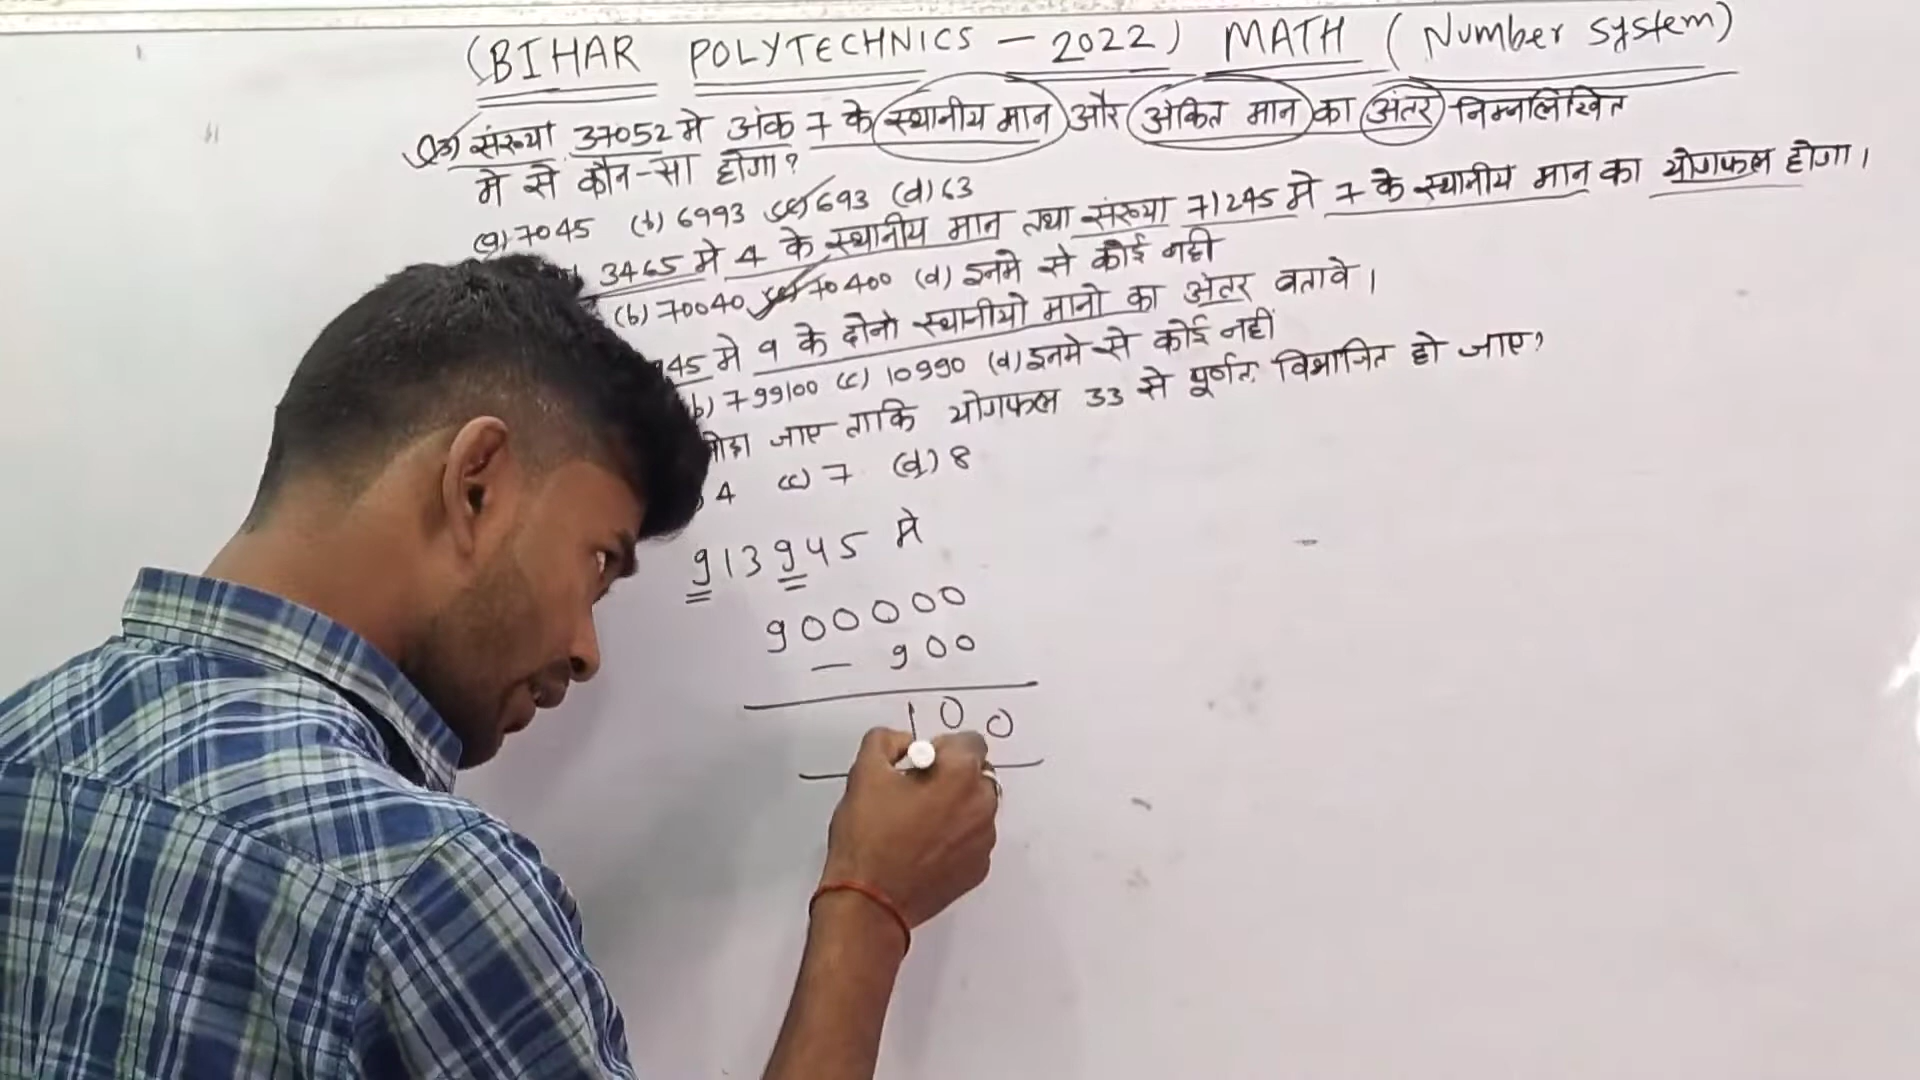 (BIHAR POLYTECHNICS - 2022) MATH (Number system)
संख्या 37052 मे अंक 7 के स्थानीय मान और अंकित मान का अंतर निम्नलिखित
मे से कौन-सा होगा?
(a) 7045 (b) 6993 (c) 693 (d) 63
3465 मे 4 के स्थानीय मान तथा संख्या 71245 मे 7 के स्थानीय मान का योगफल होगा।
(b) 70040 (c) 70400 (d) इनमे से कोई नही
945 मे 9 के दोनो स्थानीयो मानो का अंतर बतावे।
b) 799100 (c) 10990 (d) इनमे से कोई नहीं
जोड़ा जाए ताकि योगफल 33 से पूर्णतः विभाजित हो जाए?
4 (c) 7 (d) 8
913945 मे
900000
- 900
100